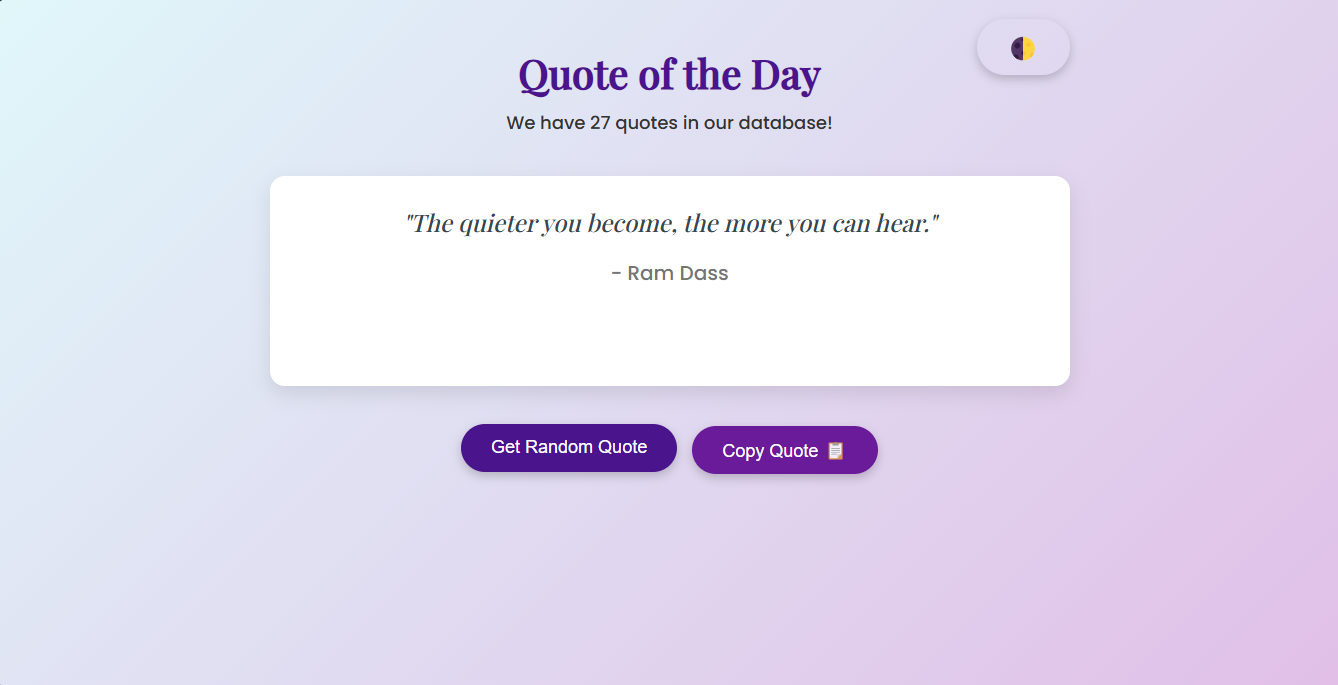 Quote of the Day
We have 27 quotes in our database!
"The quieter you become, the more you can hear."
- Ram Dass
Get Random Quote
Copy Quote 📋